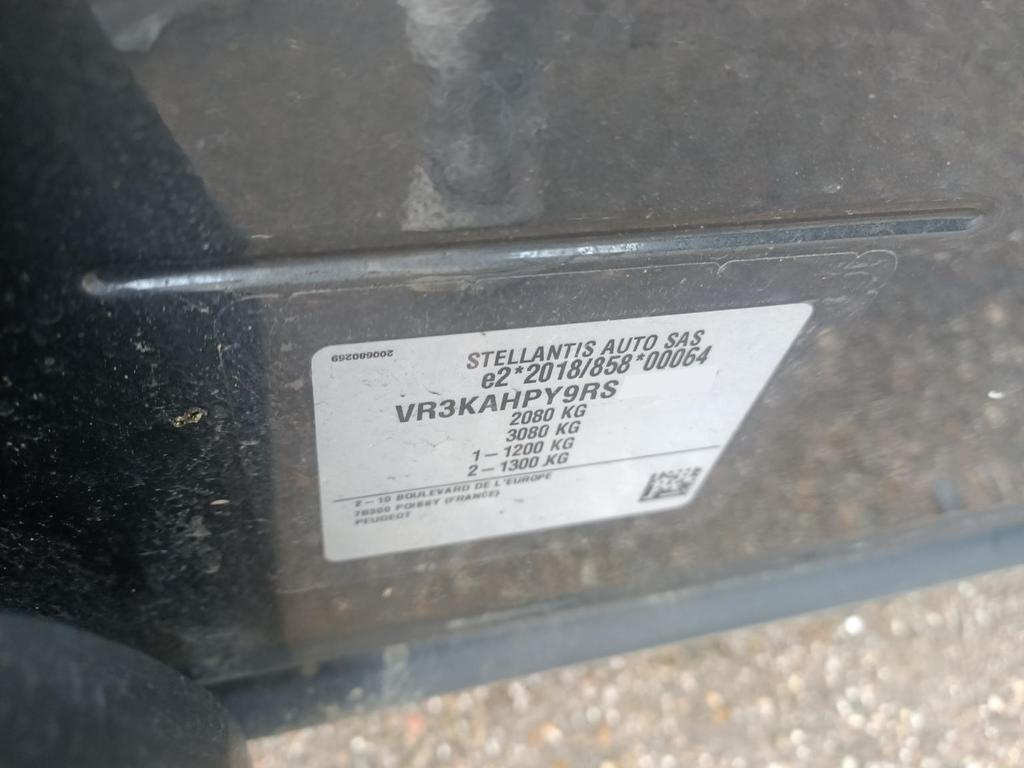 200680269
STELLANTIS AUTO SAS
e2*2018/858*00064
VR3KAHPY9RS
2080 KG
3080 KG
1-1200 KG
2-1300 KG
2-10 BOULEVARD DE L'EUROPE
78300 POISSY (FRANCE)
PEUGEOT